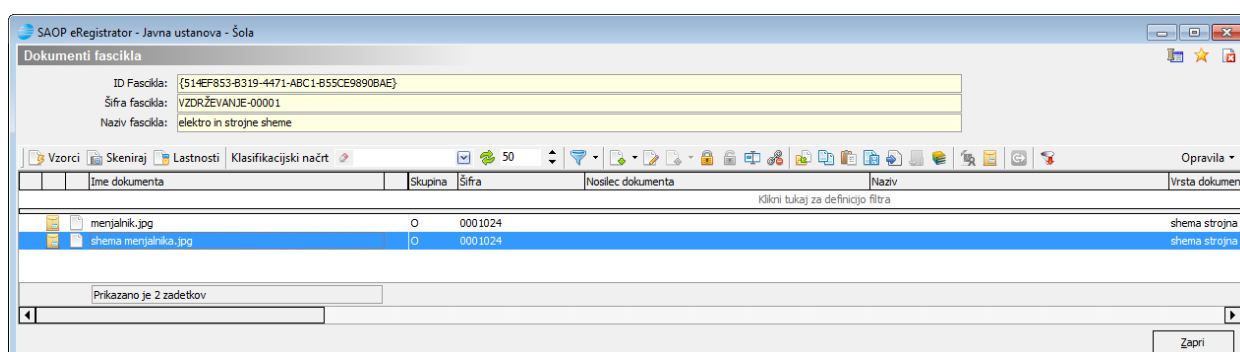 SAOP eRegistrator - Javna ustanova - Šola
Dokumenti fascikla
ID Fascikla: {514EF853-B319-4471-ABC1-B55CE9890BAE}
Šifra fascikla: VZDRŽEVANJE-00001
Naziv fascikla: elektro in strojne sheme
Vzorci Skeniraj Lastnosti Klasifikacijski načrt 50 Opravila
Ime dokumenta Skupina Šifra Nosilec dokumenta Naziv Vrsta dokumen
Klikni tukaj za definicijo filtra
menjalnik.jpg O 0001024 shema strojna
shema menjalnika.jpg O 0001024 shema strojna
Prikazano je 2 zadetkov
Zapri